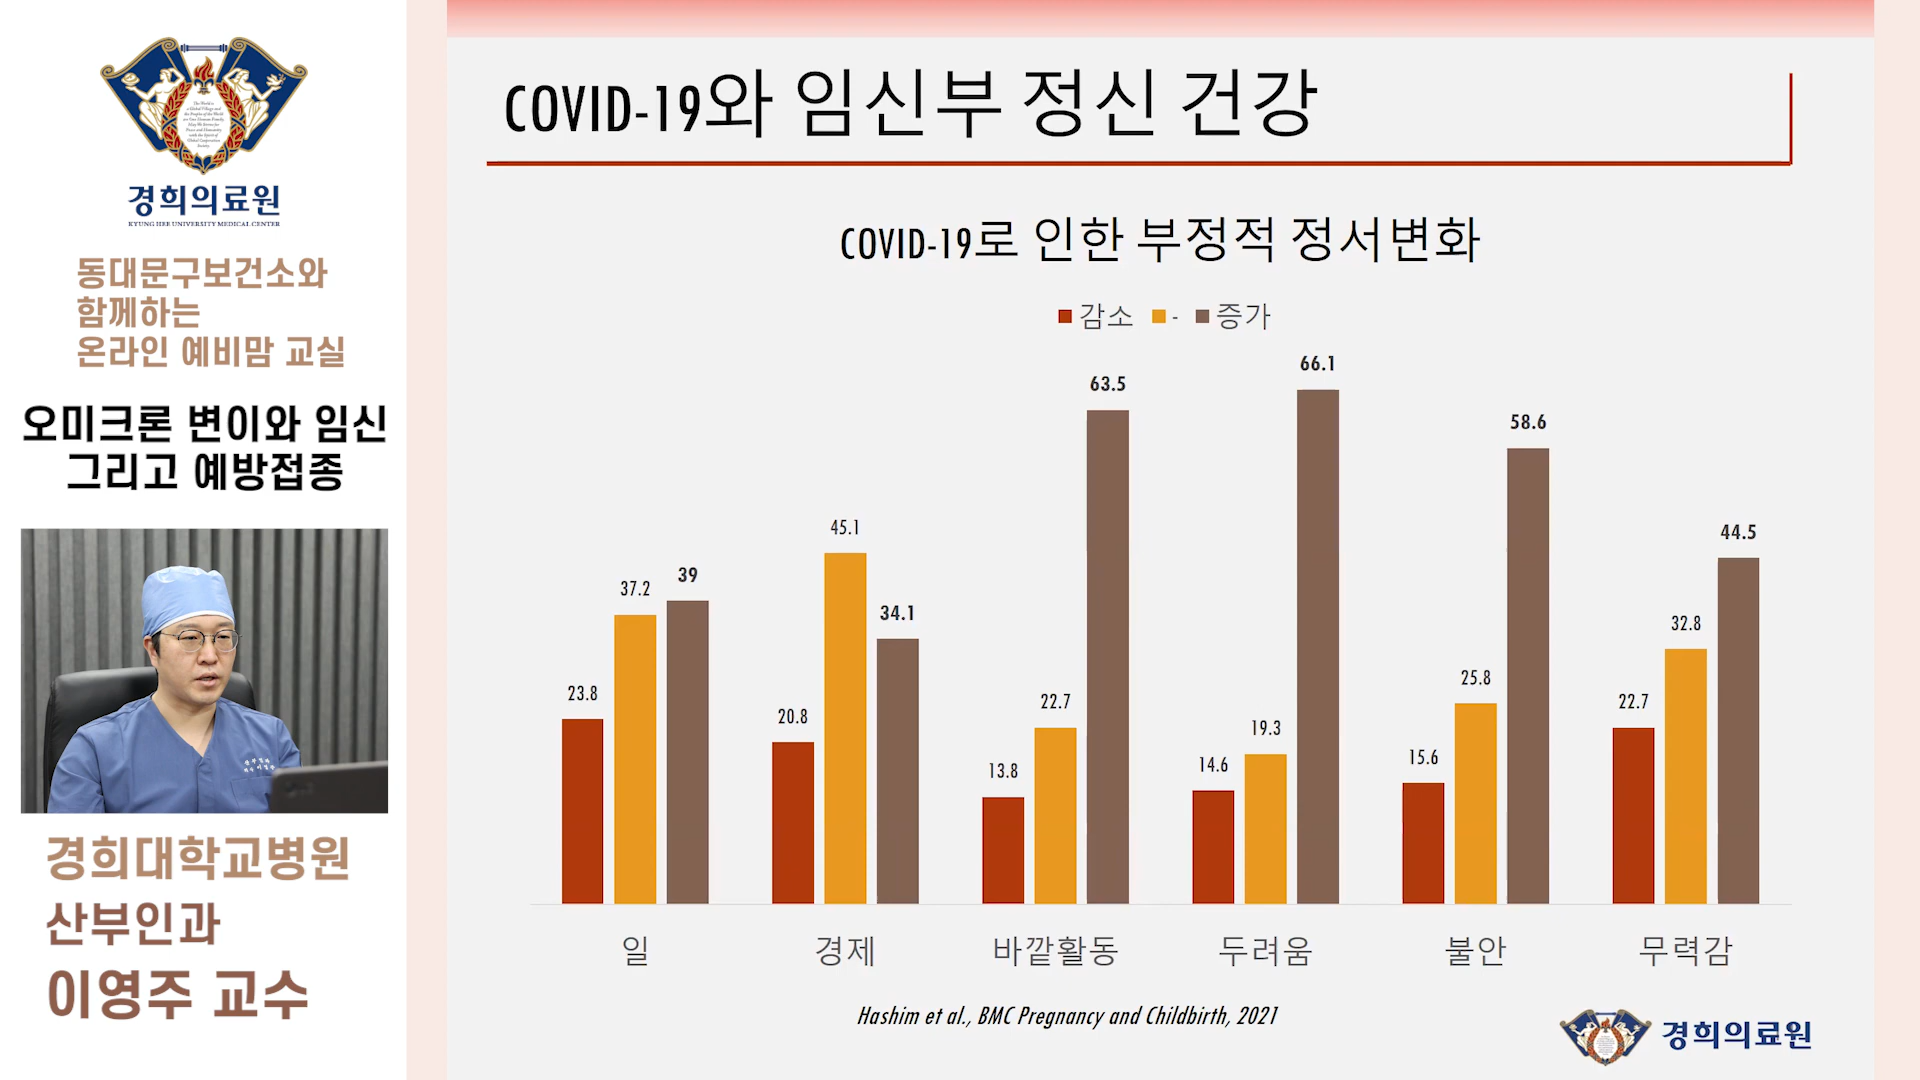 경희의료원
KYUNG HEE UNIVERSITY MEDICAL CENTER
동대문구보건소와
함께하는
온라인 예비맘 교실
오미크론 변이와 임신
그리고 예방접종
경희대학교병원
산부인과
이영주 교수
COVID-19와 임신부 정신 건강
COVID-19로 인한 부정적 정서변화
감소 - 증가
23.8 37.2 39
20.8 45.1 34.1
13.8 22.7 63.5
14.6 19.3 66.1
15.6 25.8 58.6
22.7 32.8 44.5
일 경제 바깥활동 두려움 불안 무력감
Hashim et al., BMC Pregnancy and Childbirth, 2021
경희의료원